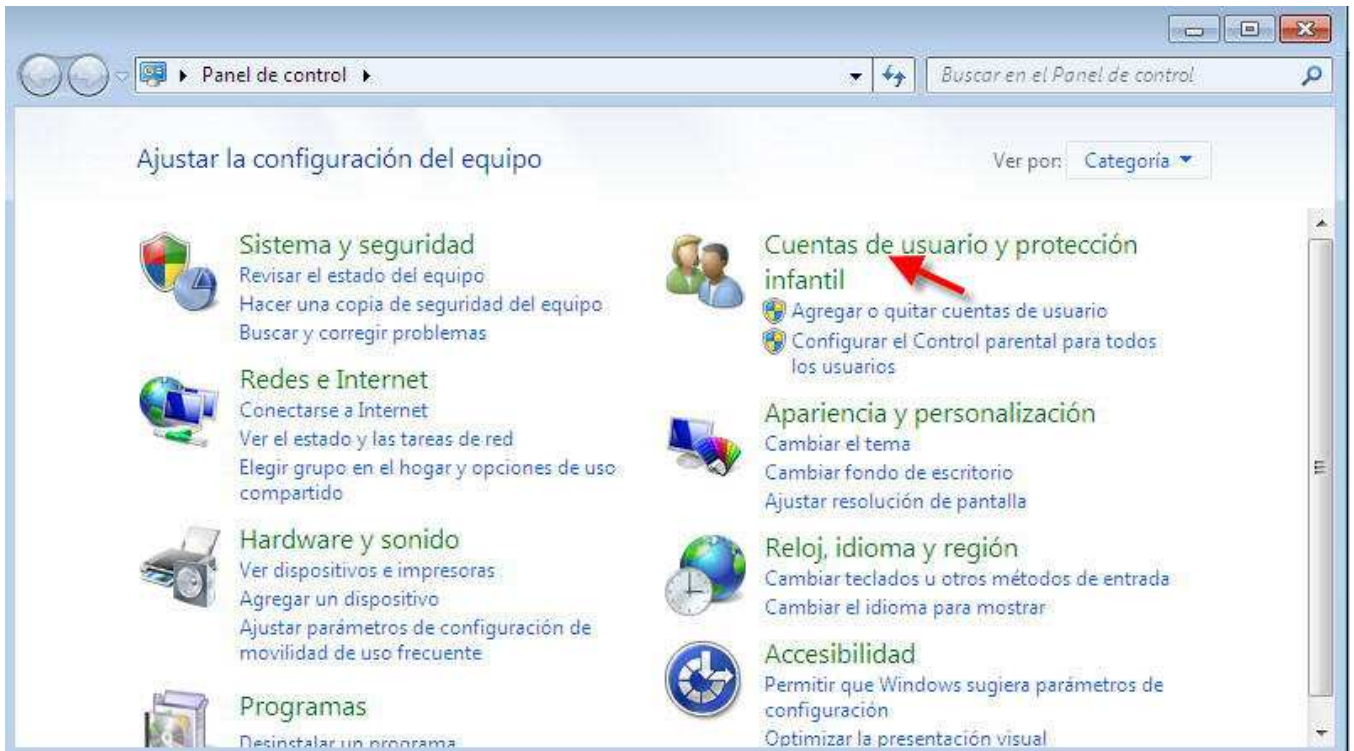 Panel de control
Buscar en el Panel de control
Ajustar la configuración del equipo
Ver por: Categoría
Sistema y seguridad
Revisar el estado del equipo
Hacer una copia de seguridad del equipo
Buscar y corregir problemas
Redes e Internet
Conectarse a Internet
Ver el estado y las tareas de red
Elegir grupo en el hogar y opciones de uso
compartido
Hardware y sonido
Ver dispositivos e impresoras
Agregar un dispositivo
Ajustar parámetros de configuración de
movilidad de uso frecuente
Programas
Desinstalar un programa
Cuentas de usuario y protección
infantil
Agregar o quitar cuentas de usuario
Configurar el Control parental para todos
los usuarios
Apariencia y personalización
Cambiar el tema
Cambiar fondo de escritorio
Ajustar resolución de pantalla
Reloj, idioma y región
Cambiar teclados u otros métodos de entrada
Cambiar el idioma para mostrar
Accesibilidad
Permitir que Windows sugiera parámetros de
configuración
Optimizar la presentación visual